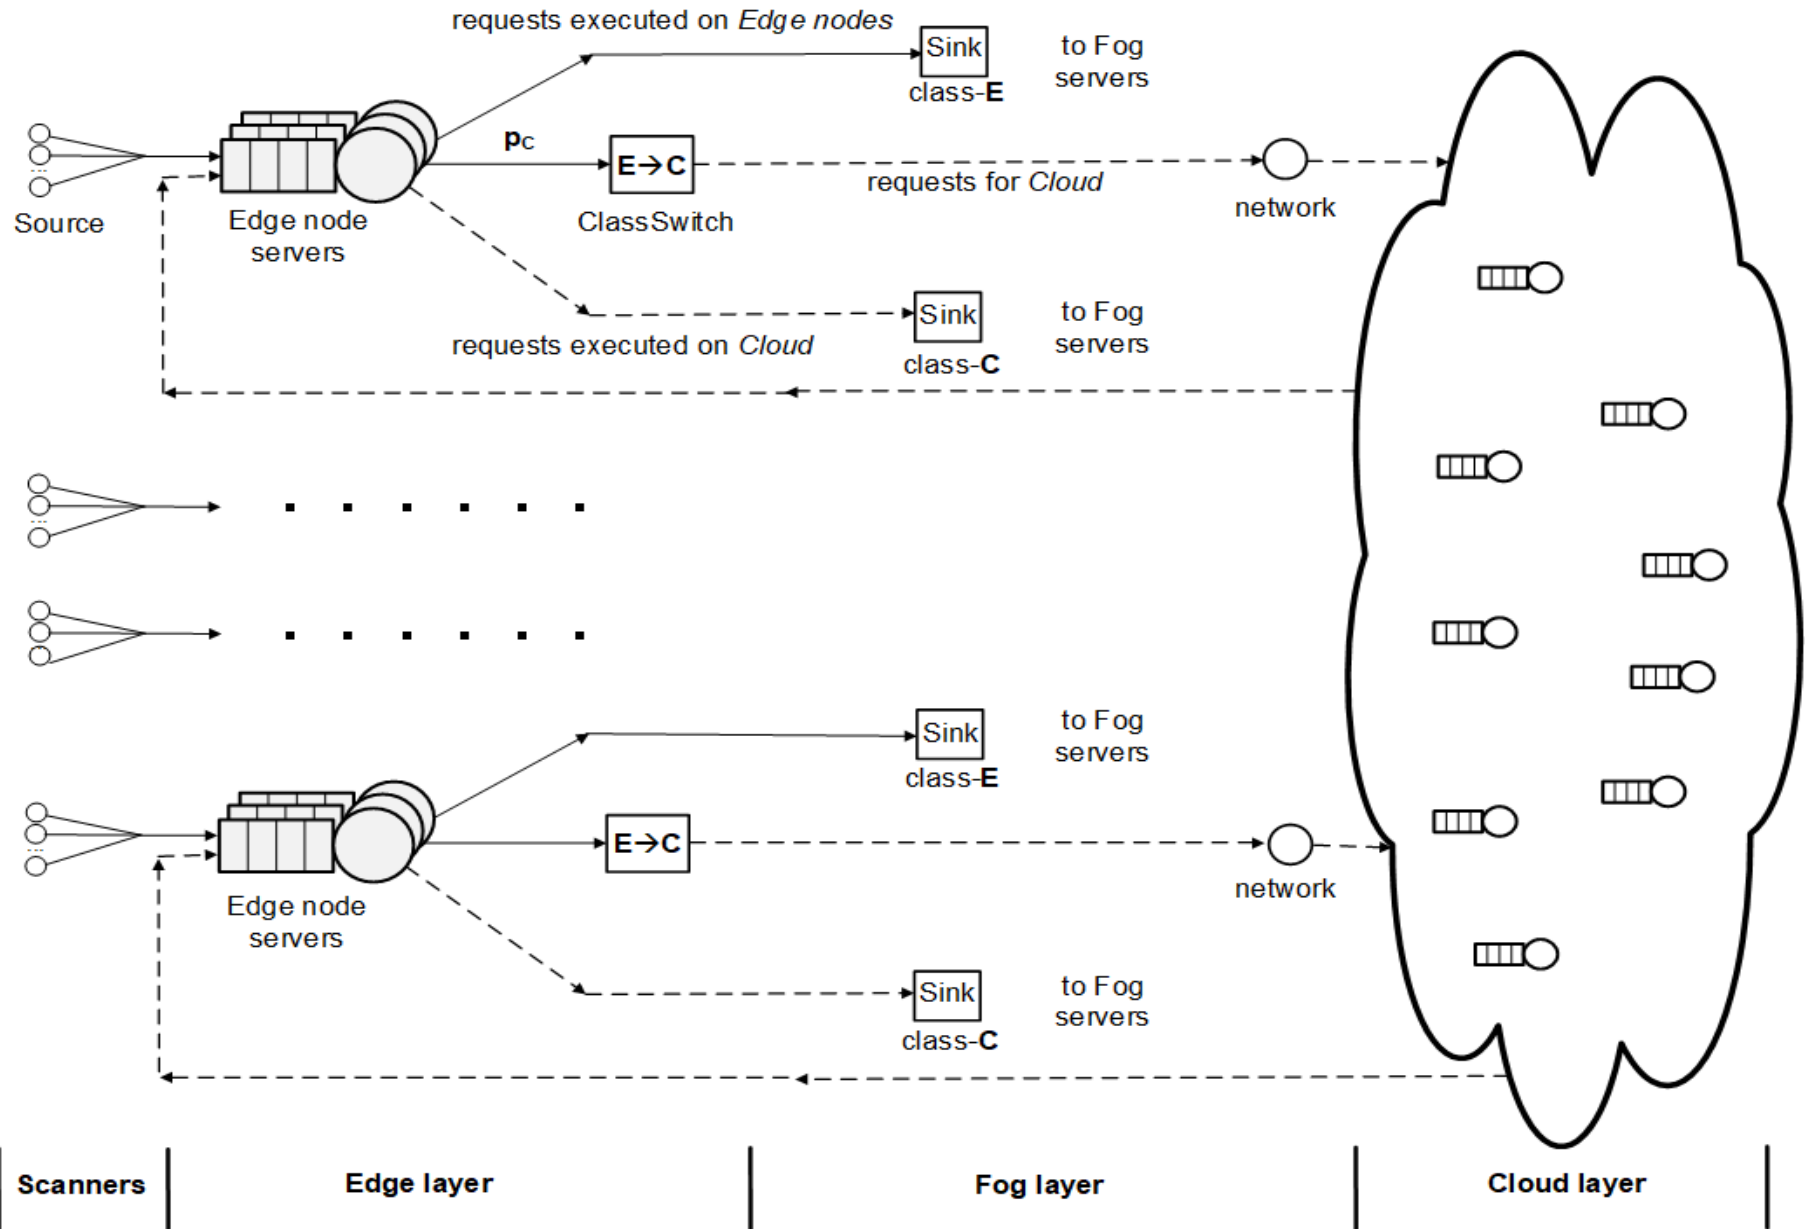 requests executed on Edge nodes
Sink
to Fog
servers
class-E
pC
E→C
requests for Cloud
network
Source
Edge node
servers
ClassSwitch
Sink
to Fog
servers
class-C
requests executed on Cloud
Sink
to Fog
servers
class-E
E→C
network
Edge node
servers
Sink
to Fog
servers
class-C
Scanners
Edge layer
Fog layer
Cloud layer